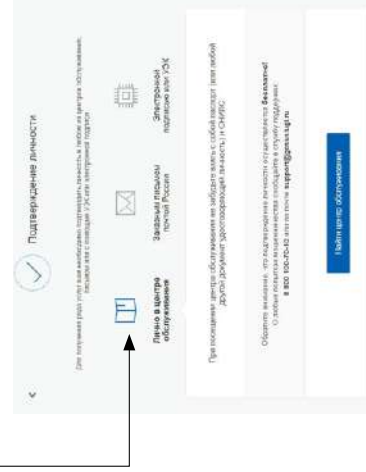 Подтверждение личности
Для получения ряда услуг вам необходимо подтвердить личность в любом из центров обслуживания,
письмом или с помощью УЭК или электронной подписи
Лично в центре
обслуживания
Заказным письмом
почтой России
Электронной
подписью или УЭК
При посещении центра обслуживания не забудьте взять с собой паспорт (или любой
другой документ удостоверяющий личность) и СНИЛС
Обратите внимание, что подтверждение личности осуществляется бесплатно!
О любых попытках мошенничества сообщайте в службу поддержки:
8 800 100-70-10 или по почте support@gosuslugi.ru
Найти центр обслуживания